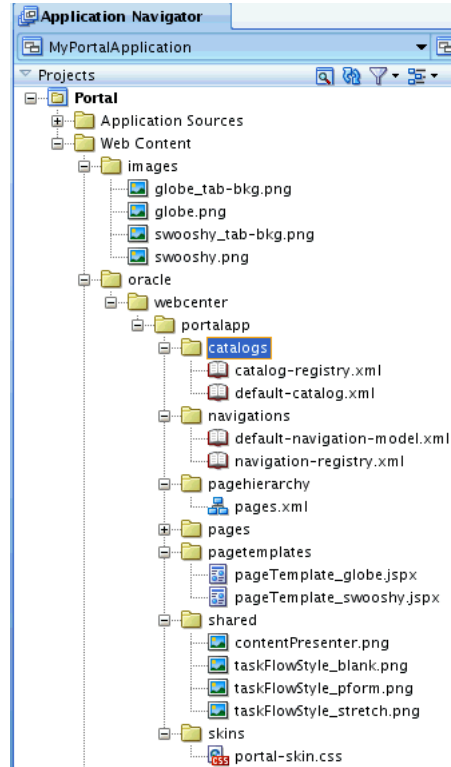 Application Navigator
MyPortalApplication
Projects
Portal
Application Sources
Web Content
images
globe_tab-bkg.png
globe.png
swooshy_tab-bkg.png
swooshy.png
oracle
webcenter
portalapp
catalogs
catalog-registry.xml
default-catalog.xml
navigations
default-navigation-model.xml
navigation-registry.xml
pagehierarchy
pages.xml
pages
pagetemplates
pageTemplate_globe.jspx
pageTemplate_swooshy.jspx
shared
contentPresenter.png
taskFlowStyle_blank.png
taskFlowStyle_pform.png
taskFlowStyle_stretch.png
skins
CSS portal-skin.css